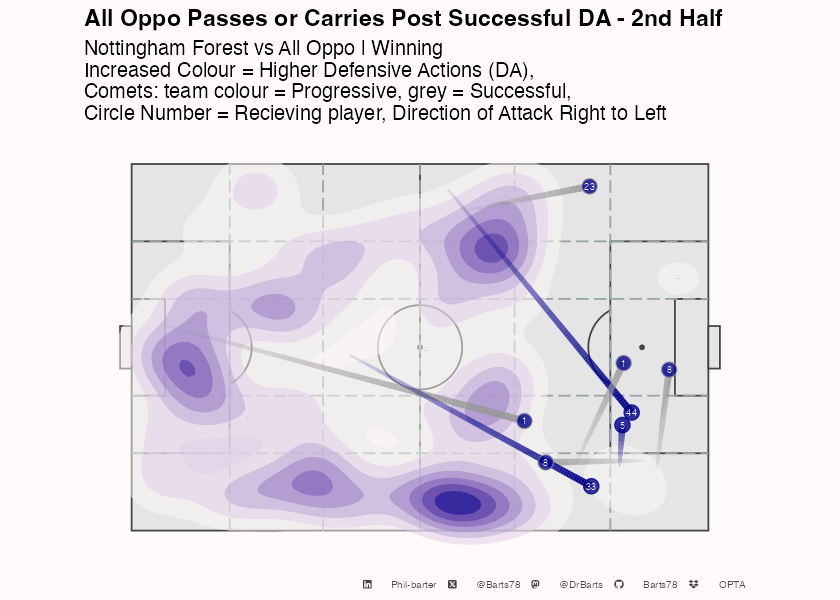 All Oppo Passes or Carries Post Successful DA - 2nd Half
Nottingham Forest vs All Oppo | Winning
Increased Colour = Higher Defensive Actions (DA),
Comets: team colour = Progressive, grey = Successful,
Circle Number = Recieving player, Direction of Attack Right to Left
23
1
8
44
5
1
8
33
Phil-barter @Barts78 @DrBarts Barts78 OPTA